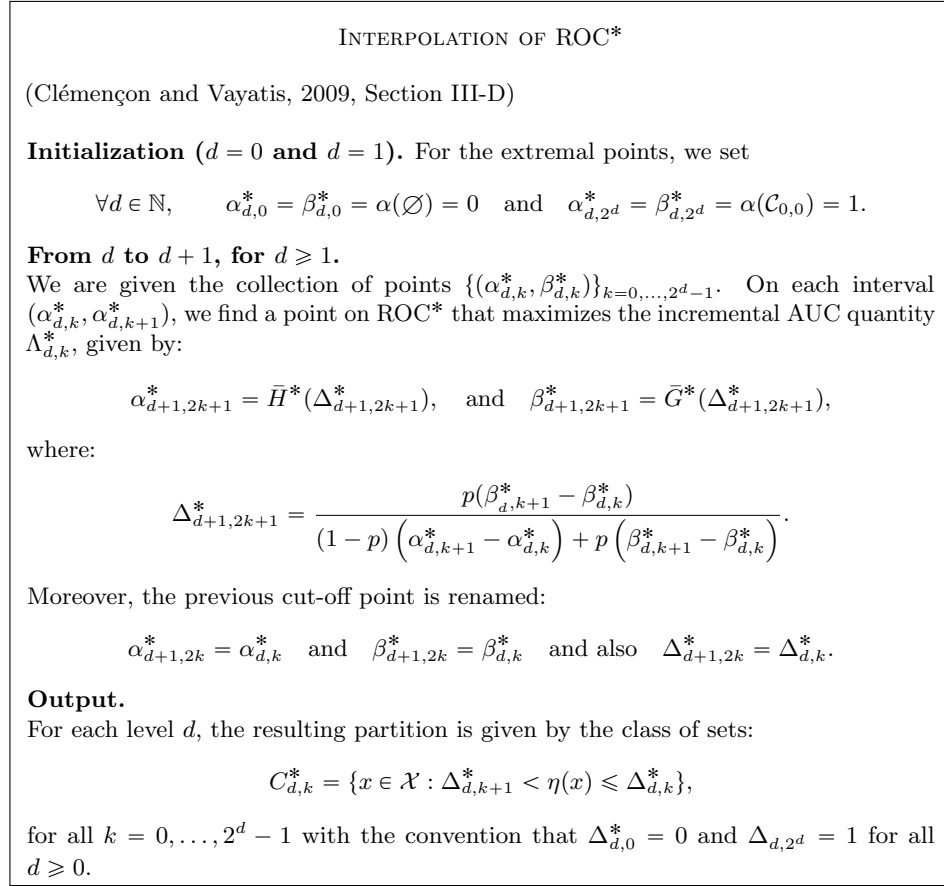 INTERPOLATION OF ROC*
(Clémençon and Vayatis, 2009, Section III-D)
Initialization (d = 0 and d = 1). For the extremal points, we set
∀d ∈ ℕ, α*_{d,0} = β*_{d,0} = α(∅) = 0 and α*_{d,2^d} = β*_{d,2^d} = α(𝒞_{0,0}) = 1.
From d to d + 1, for d ⩾ 1.
We are given the collection of points {(α*_{d,k}, β*_{d,k})}_{k=0,...,2^d−1}. On each interval
(α*_{d,k}, α*_{d,k+1}), we find a point on ROC* that maximizes the incremental AUC quantity
Λ*_{d,k}, given by:
α*_{d+1,2k+1} = H̄*(Δ*_{d+1,2k+1}), and β*_{d+1,2k+1} = Ḡ*(Δ*_{d+1,2k+1}),
where:
Δ*_{d+1,2k+1} = \frac{p(β*_{d,k+1} − β*_{d,k})}{(1 − p)(α*_{d,k+1} − α*_{d,k}) + p(β*_{d,k+1} − β*_{d,k})}.
Moreover, the previous cut-off point is renamed:
α*_{d+1,2k} = α*_{d,k} and β*_{d+1,2k} = β*_{d,k} and also Δ*_{d+1,2k} = Δ*_{d,k}.
Output.
For each level d, the resulting partition is given by the class of sets:
C*_{d,k} = {x ∈ 𝒳 : Δ*_{d,k+1} < η(x) ⩽ Δ*_{d,k}},
for all k = 0, . . . , 2^d − 1 with the convention that Δ*_{d,0} = 0 and Δ_{d,2^d} = 1 for all
d ⩾ 0.